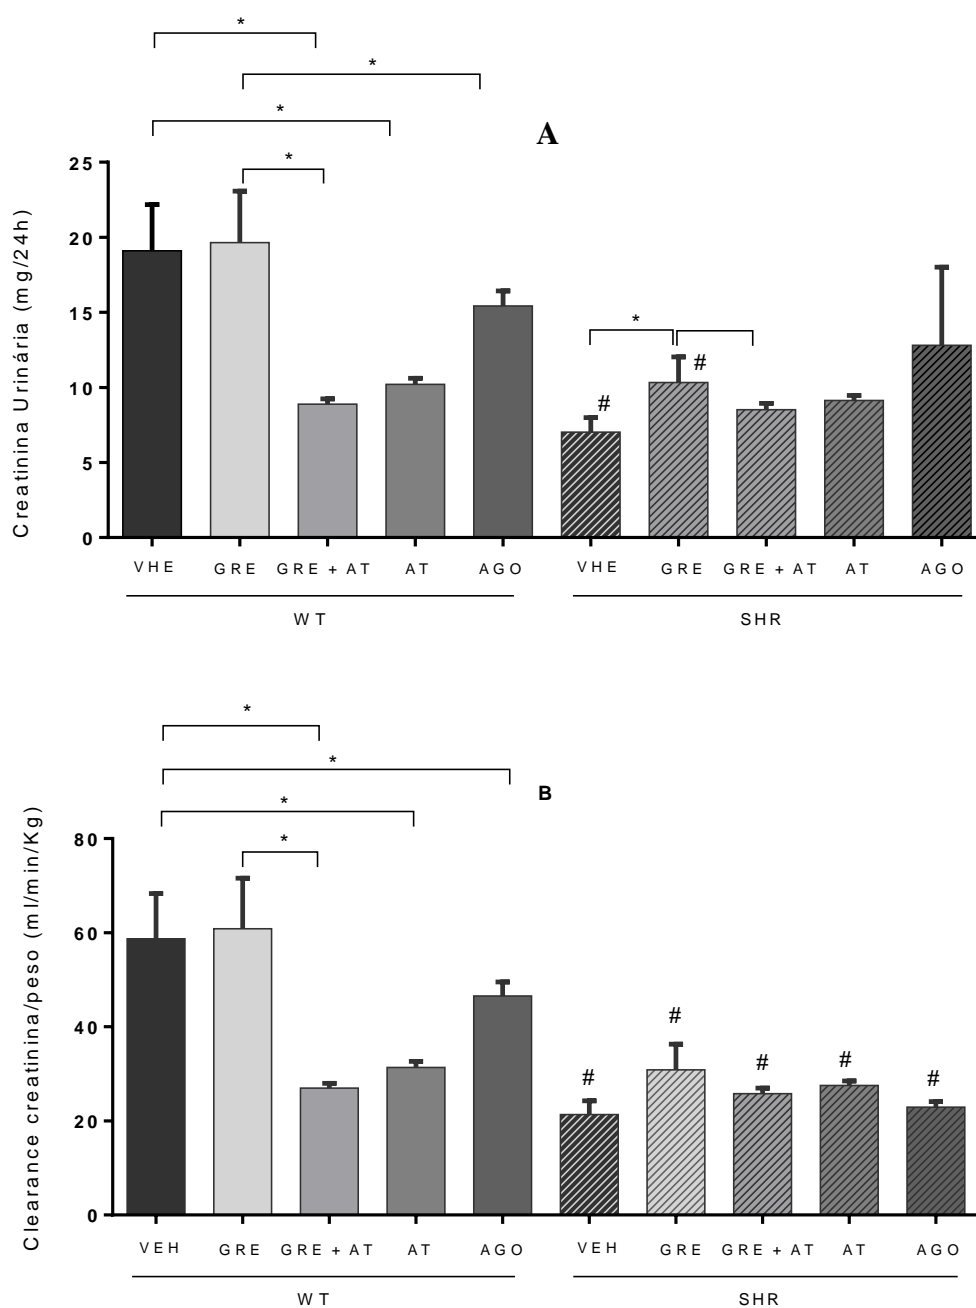 *
*
*
A
*
Creatinina Urinária (mg/24h)
25
20
15
10
5
0
*
#
#
VHE GRE GRE + AT AT AGO VHE GRE GRE + AT AT AGO
WT SHR
*
*
B
*
*
Clearance creatinina/peso (ml/min/Kg)
80
60
40
20
0
# # # # #
VEH GRE GRE + AT AT AGO VEH GRE GRE + AT AT AGO
WT SHR